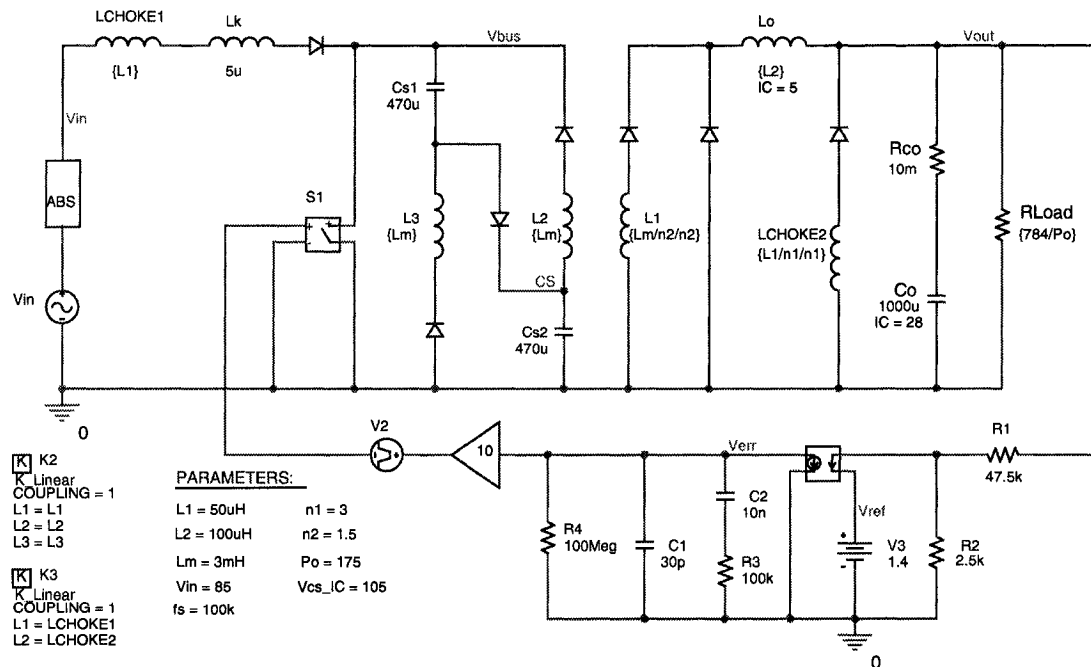 LCHOKE1
{L1}
Lk
5u
Vbus
Lo
{L2}
IC = 5
Vout
Cs1
470u
Vin
ABS
S1
L3
{Lm}
L2
{Lm}
L1
{Lm/n2/n2}
LCHOKE2
{L1/n1/n1}
Rco
10m
RLoad
{784/Po}
CS
Vin
Cs2
470u
Co
1000u
IC = 28
0
V2
10
Verr
R1
47.5k
Vref
C2
10n
R4
100Meg
C1
30p
R3
100k
V3
1.4
R2
2.5k
0
K K2
K_Linear
COUPLING = 1
L1 = L1
L2 = L2
L3 = L3
K K3
K_Linear
COUPLING = 1
L1 = LCHOKE1
L2 = LCHOKE2
PARAMETERS:
L1 = 50uH n1 = 3
L2 = 100uH n2 = 1.5
Lm = 3mH Po = 175
Vin = 85 Vcs_IC = 105
fs = 100k